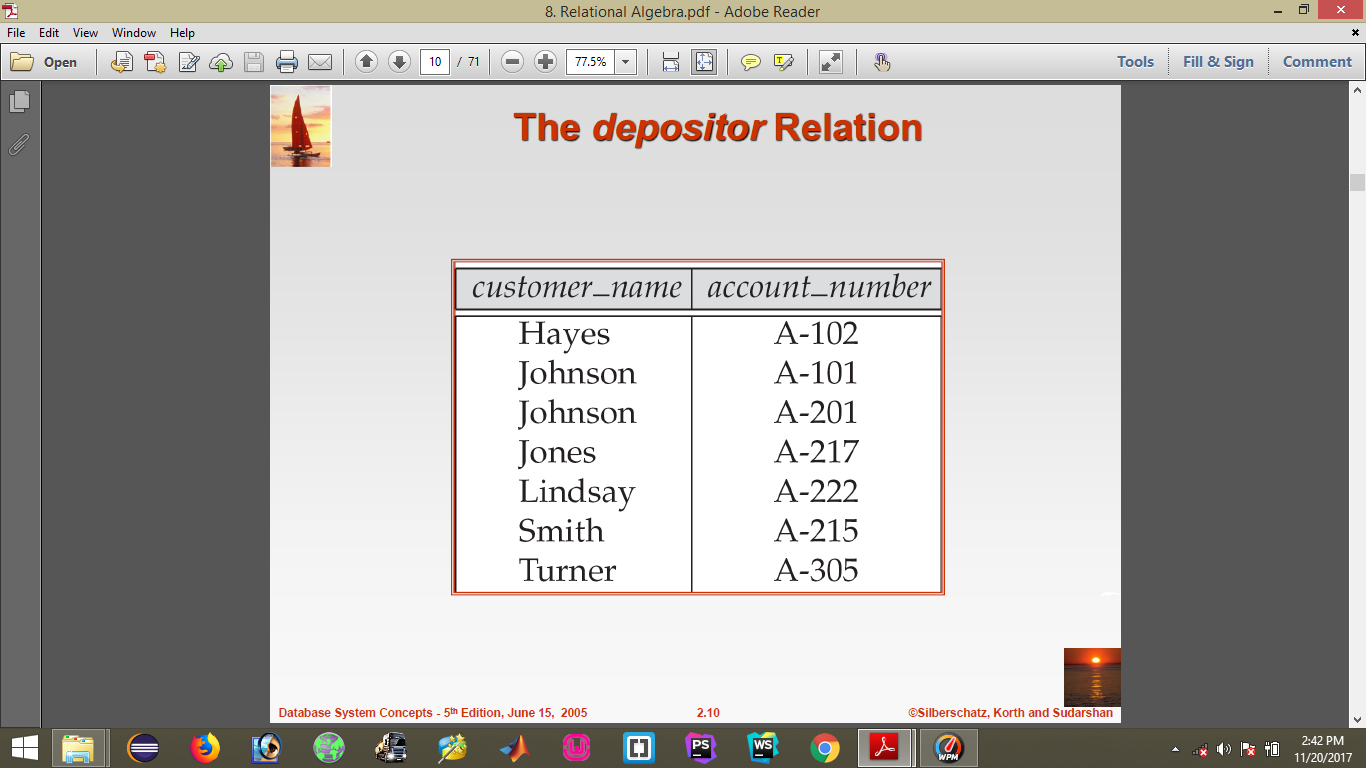 8. Relational Algebra.pdf - Adobe Reader
File Edit View Window Help
Open 10 / 71 77.5% Tools Fill & Sign Comment
The depositor Relation
customer_name account_number
Hayes A-102
Johnson A-101
Johnson A-201
Jones A-217
Lindsay A-222
Smith A-215
Turner A-305
Database System Concepts - 5th Edition, June 15, 2005 2.10 ©Silberschatz, Korth and Sudarshan
PS WS WPM 2:42 PM
11/20/2017